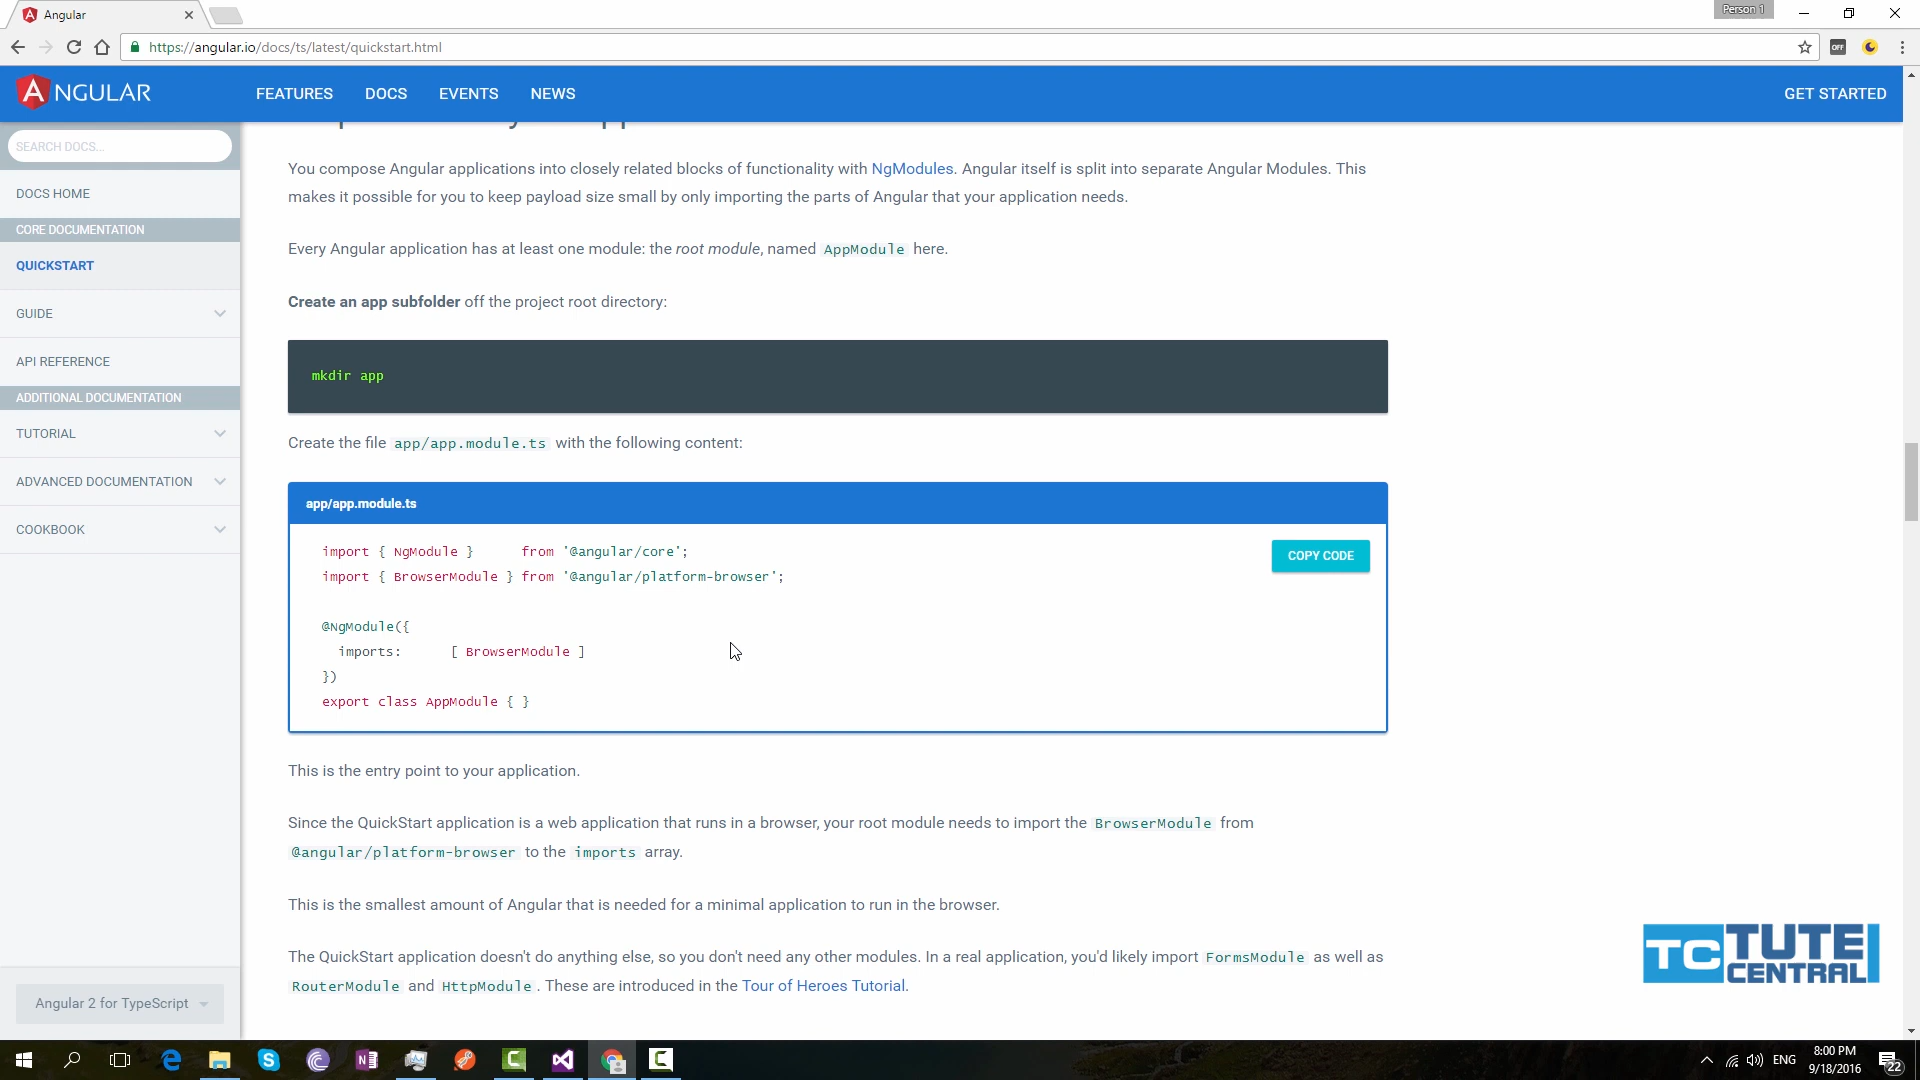 Angular
Person 1
https://angular.io/docs/ts/latest/quickstart.html
OFF
ANGULAR
FEATURES
DOCS
EVENTS
NEWS
GET STARTED
SEARCH DOCS...
DOCS HOME
CORE DOCUMENTATION
QUICKSTART
GUIDE
API REFERENCE
ADDITIONAL DOCUMENTATION
TUTORIAL
ADVANCED DOCUMENTATION
COOKBOOK
Angular 2 for TypeScript
You compose Angular applications into closely related blocks of functionality with NgModules. Angular itself is split into separate Angular Modules. This
makes it possible for you to keep payload size small by only importing the parts of Angular that your application needs.
Every Angular application has at least one module: the root module, named AppModule here.
Create an app subfolder off the project root directory:
mkdir app
Create the file app/app.module.ts with the following content:
app/app.module.ts
COPY CODE
import { NgModule }      from '@angular/core';
import { BrowserModule } from '@angular/platform-browser';
@NgModule({
  imports:      [ BrowserModule ]
})
export class AppModule { }
This is the entry point to your application.
Since the QuickStart application is a web application that runs in a browser, your root module needs to import the BrowserModule from
@angular/platform-browser to the imports array.
This is the smallest amount of Angular that is needed for a minimal application to run in the browser.
The QuickStart application doesn't do anything else, so you don't need any other modules. In a real application, you'd likely import FormsModule as well as
RouterModule and HttpModule. These are introduced in the Tour of Heroes Tutorial.
TC TUTE
CENTRAL
ENG
8:00 PM
9/18/2016
22